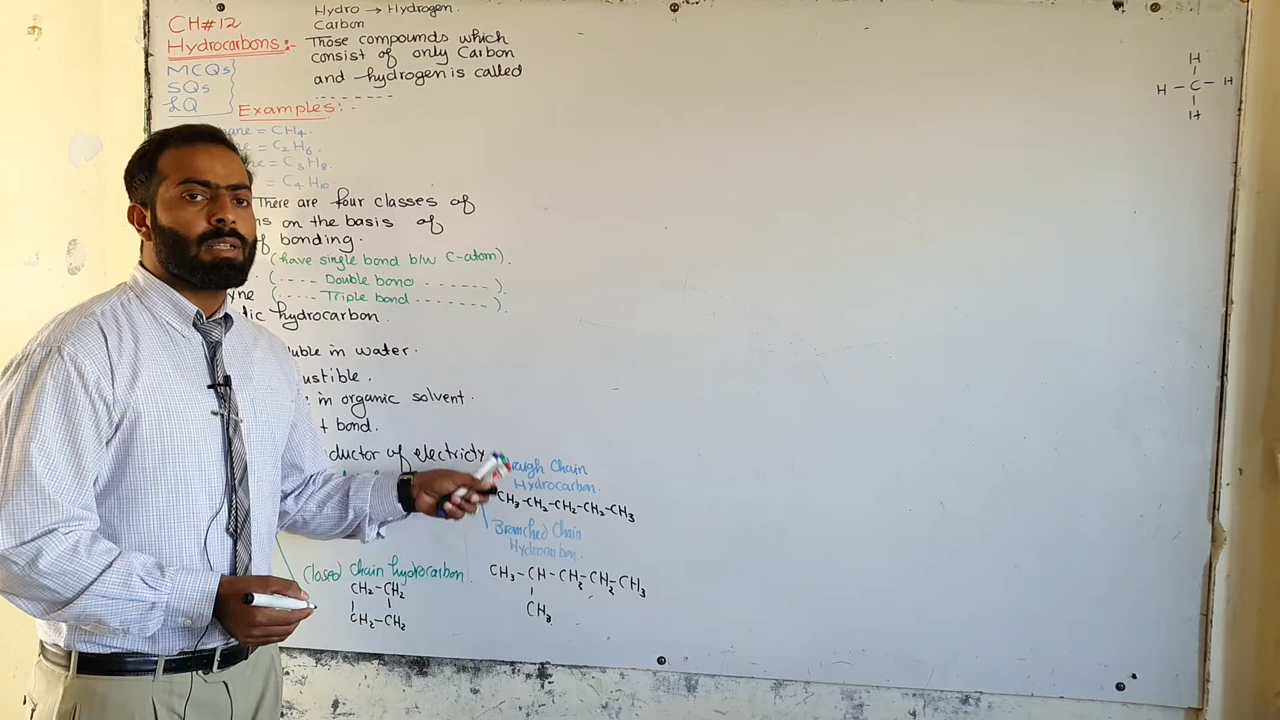 CH#12
Hydrocarbons:-
MCQs
SQs
LQ
Hydro → Hydrogen.
Carbon
Those compounds which
consist of only Carbon
and hydrogen is called
- - - - - - - -
Examples:-
ane = CH4.
e = C2H6.
ne = C3H8.
= C4H10.
There are four classes of
ns on the basis of
of bonding.
(have single bond b/w C-atom).
(---- Double bond ------).
yne (---- Triple bond ------).
tic hydrocarbon.
uble in water.
ustible.
in organic solvent.
t bond.
ductor of electricty
rough Chain
Hydrocarbon.
CH3-CH2-CH2-CH2-CH3
Branched Chain
Hydrocarbon.
CH3-CH-CH2-CH2-CH3
CH3
Closed Chain hydrocarbon.
CH2-CH2
CH2-CH2
H
H-C-H
H